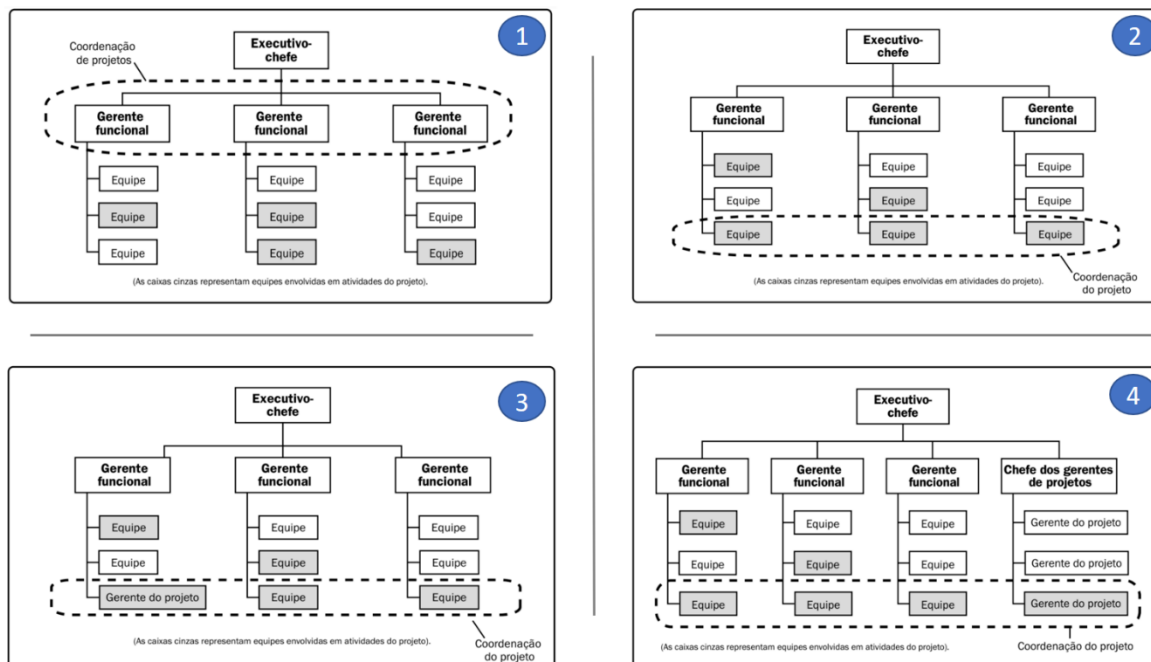 1
Coordenação
de projetos
Executivo-
chefe
Gerente
funcional
Gerente
funcional
Gerente
funcional
Equipe
Equipe
Equipe
Equipe
Equipe
Equipe
Equipe
Equipe
Equipe
(As caixas cinzas representam equipes envolvidas em atividades do projeto).
2
Executivo-
chefe
Gerente
funcional
Gerente
funcional
Gerente
funcional
Equipe
Equipe
Equipe
Equipe
Equipe
Equipe
Equipe
Equipe
Equipe
(As caixas cinzas representam equipes envolvidas em atividades do projeto).
Coordenação
do projeto
3
Executivo-
chefe
Gerente
funcional
Gerente
funcional
Gerente
funcional
Equipe
Equipe
Equipe
Equipe
Equipe
Equipe
Gerente do projeto
Equipe
Equipe
(As caixas cinzas representam equipes envolvidas em atividades do projeto).
Coordenação
do projeto
4
Executivo-
chefe
Gerente
funcional
Gerente
funcional
Gerente
funcional
Chefe dos gerentes
de projetos
Equipe
Equipe
Equipe
Gerente do projeto
Equipe
Equipe
Equipe
Gerente do projeto
Equipe
Equipe
Equipe
Gerente do projeto
(As caixas cinzas representam equipes envolvidas em atividades do projeto).
Coordenação do projeto